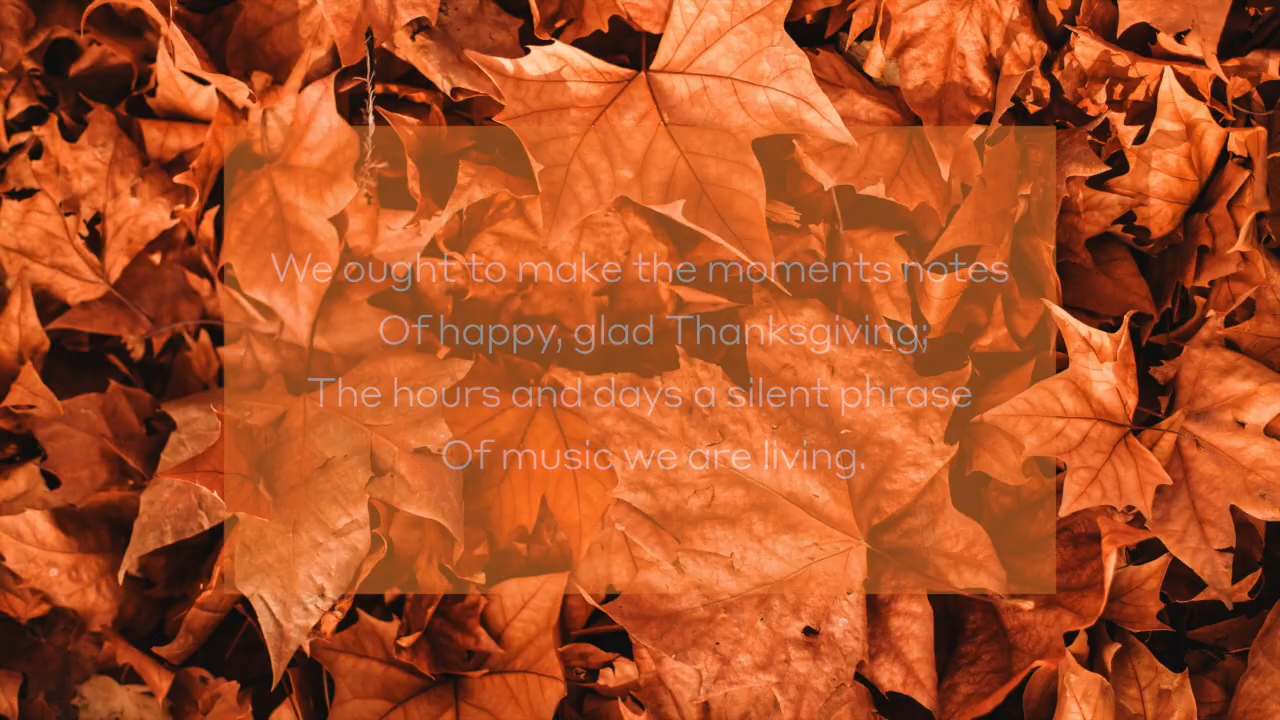 We ought to make the moments notes
Of happy, glad Thanksgiving;
The hours and days a silent phrase
Of music we are living.